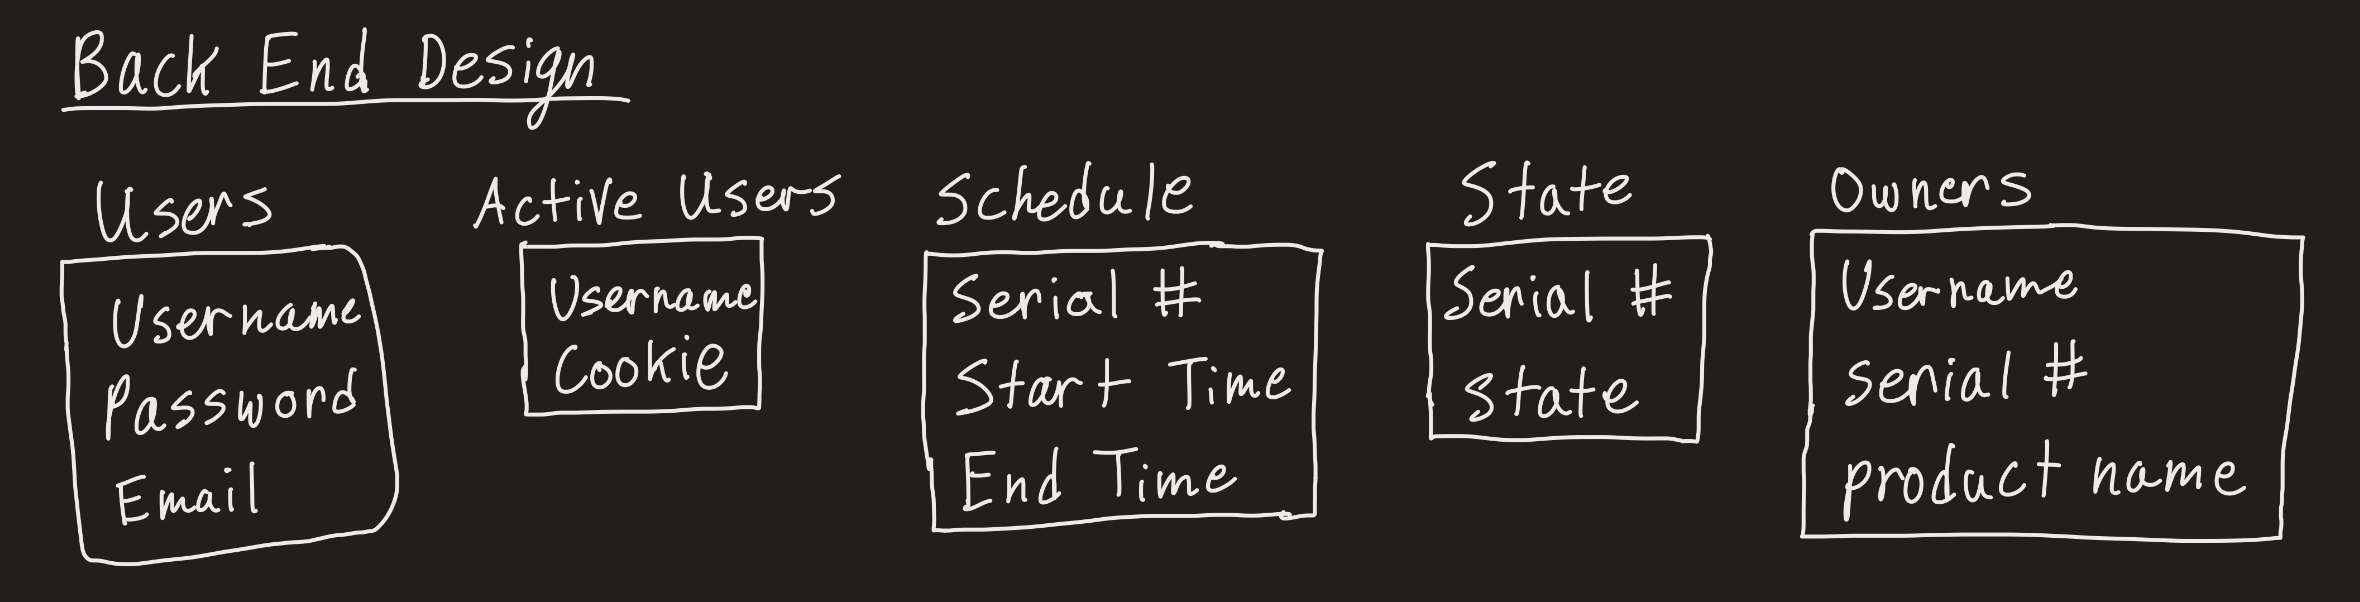 Back End Design
Users
Username
Password
Email
Active Users
Username
Cookie
Schedule
Serial #
Start Time
End Time
State
Serial #
State
Owners
Username
Serial #
product name